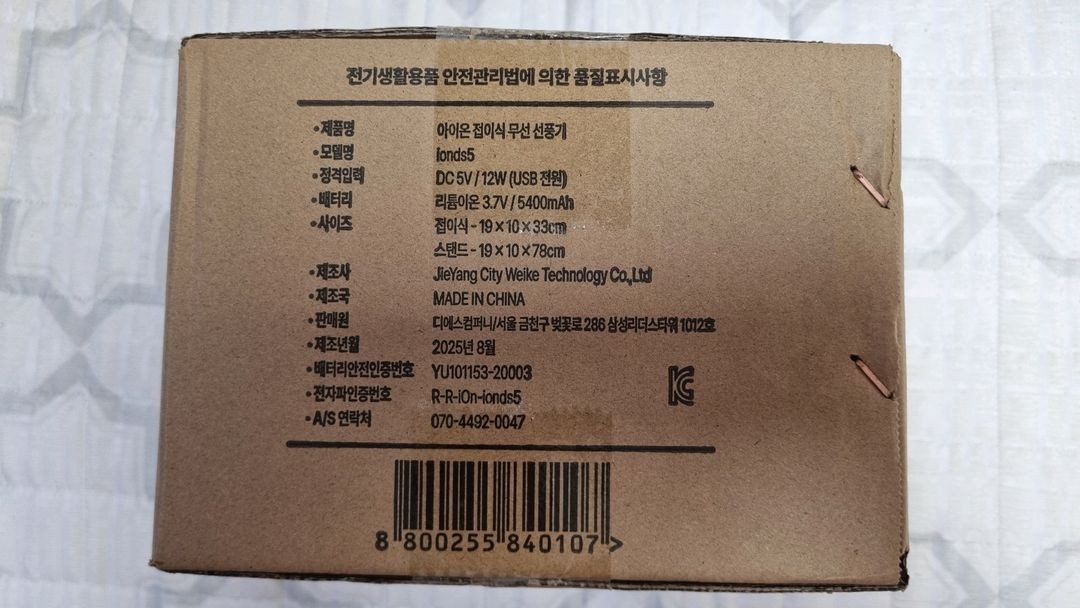 전기생활용품 안전관리법에 의한 품질표시사항
•제품명 아이온 접이식 무선 선풍기
•모델명 ionds5
•정격입력 DC 5V / 12W (USB 전원)
•배터리 리튬이온 3.7V / 5400mAh
•사이즈 접이식 - 19 × 10 × 33cm
스탠드 - 19 × 10 × 78cm
•제조사 JieYang City Weike Technology Co.,Ltd
•제조국 MADE IN CHINA
•판매원 디에스컴퍼니/서울 금천구 벚꽃로 286 삼성리더스타워 1012호
•제조년월 2025년 8월
•배터리안전인증번호 YU101153-20003
•전자파인증번호 R-R-iOn-ionds5
•A/S 연락처 070-4492-0047
8 800255 840107 >